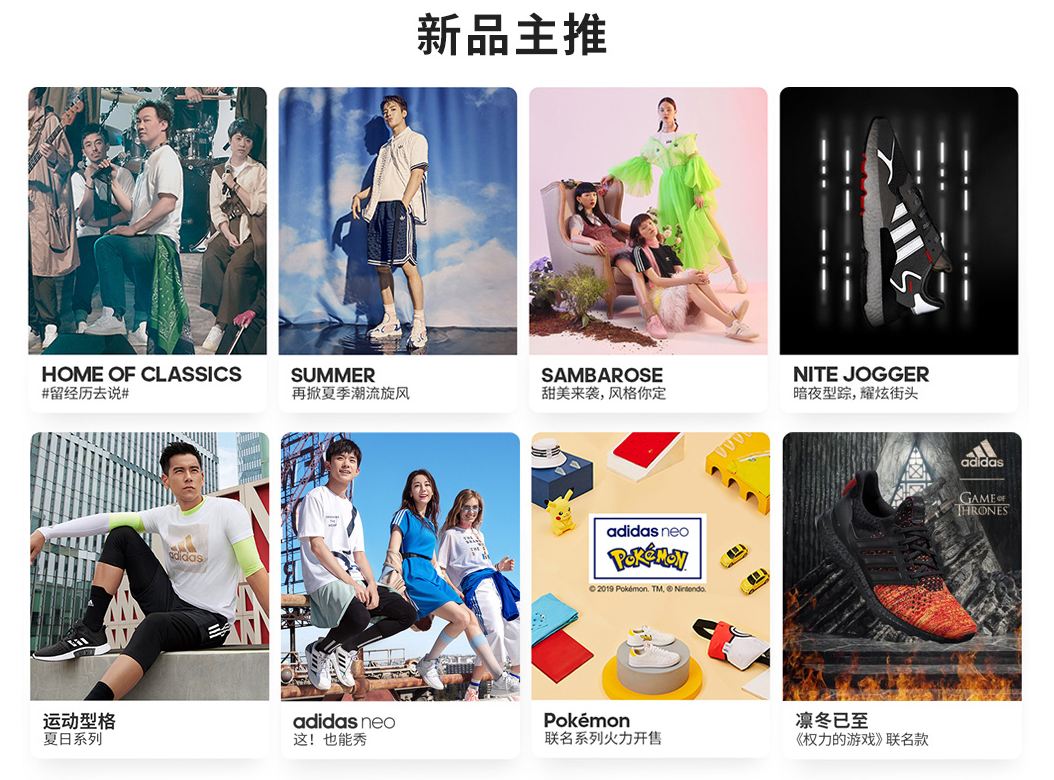 新品主推
HOME OF CLASSICS
#留经历去说#
SUMMER
再掀夏季潮流旋风
SAMBAROSE
甜美来袭，风格你定
NITE JOGGER
暗夜型踪，耀炫街头
adidas
运动型格
夏日系列
adidas neo
这！也能秀
adidas neo
POKÉMON
© 2019 Pokémon. TM, ® Nintendo.
Pokémon
联名系列火力开售
adidas
GAME OF
THRONES
凛冬已至
《权力的游戏》联名款